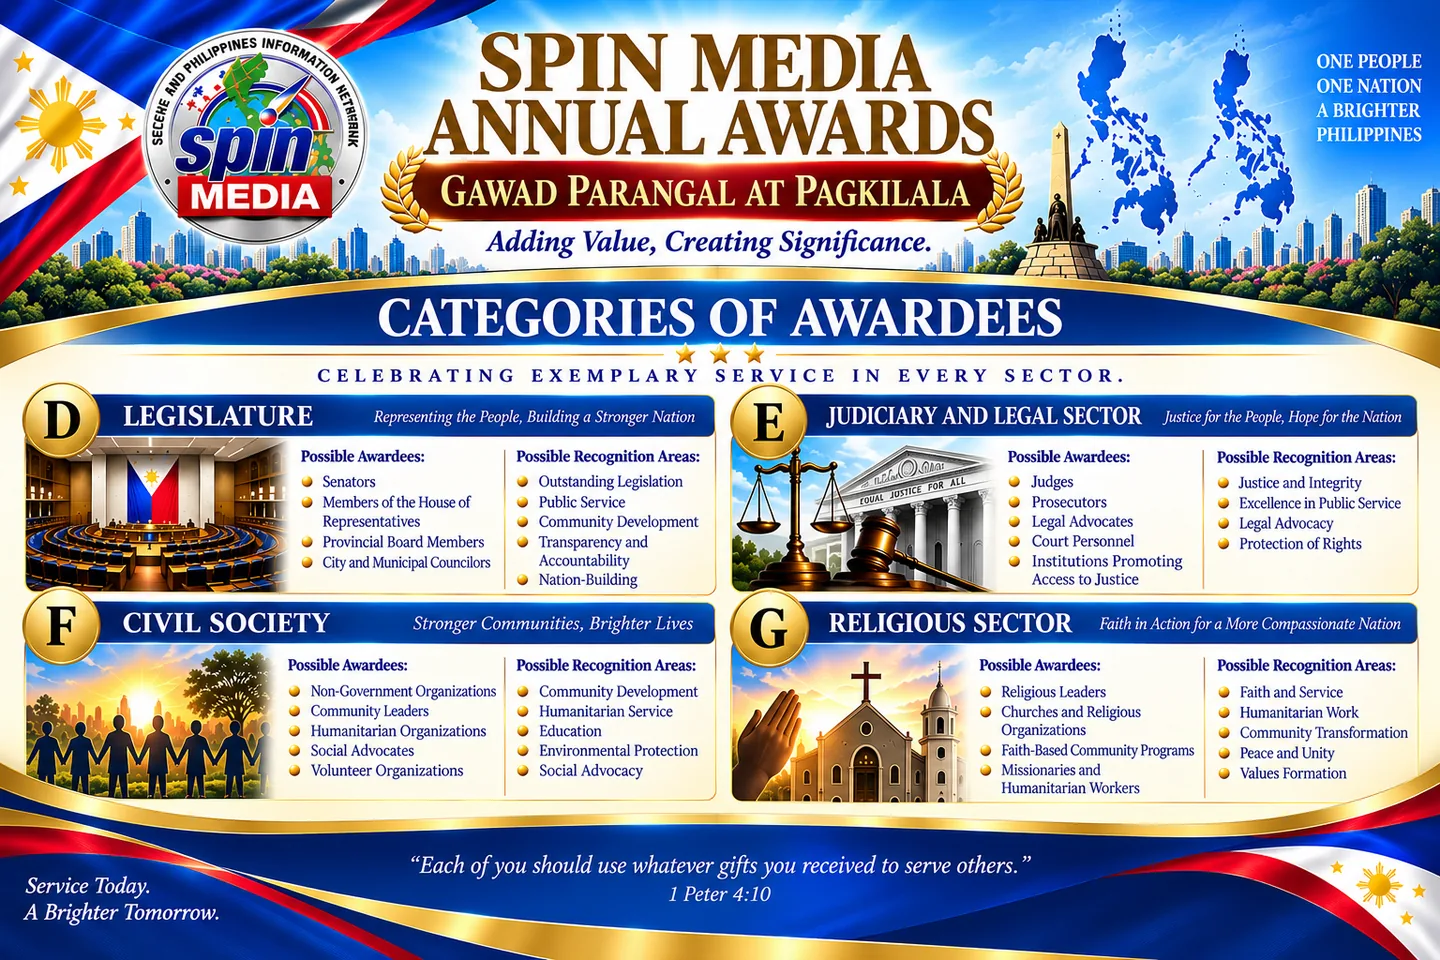 SECEHE AND PHILIPPINES INFORMATION NETBRNK
spin
MEDIA
SPIN MEDIA
ANNUAL AWARDS
GAWAD PARANGAL AT PAGKILALA
Adding Value, Creating Significance.
ONE PEOPLE
ONE NATION
A BRIGHTER
PHILIPPINES
CATEGORIES OF AWARDEES
CELEBRATING EXEMPLARY SERVICE IN EVERY SECTOR.
D
LEGISLATURE
Representing the People, Building a Stronger Nation
Possible Awardees:
Senators
Members of the House of
Representatives
Provincial Board Members
City and Municipal Councilors
Possible Recognition Areas:
Outstanding Legislation
Public Service
Community Development
Transparency and
Accountability
Nation-Building
E
JUDICIARY AND LEGAL SECTOR
Justice for the People, Hope for the Nation
EQUAL JUSTICE FOR ALL
Possible Awardees:
Judges
Prosecutors
Legal Advocates
Court Personnel
Institutions Promoting
Access to Justice
Possible Recognition Areas:
Justice and Integrity
Excellence in Public Service
Legal Advocacy
Protection of Rights
F
CIVIL SOCIETY
Stronger Communities, Brighter Lives
Possible Awardees:
Non-Government Organizations
Community Leaders
Humanitarian Organizations
Social Advocates
Volunteer Organizations
Possible Recognition Areas:
Community Development
Humanitarian Service
Education
Environmental Protection
Social Advocacy
G
RELIGIOUS SECTOR
Faith in Action for a More Compassionate Nation
Possible Awardees:
Religious Leaders
Churches and Religious
Organizations
Faith-Based Community Programs
Missionaries and
Humanitarian Workers
Possible Recognition Areas:
Faith and Service
Humanitarian Work
Community Transformation
Peace and Unity
Values Formation
Service Today.
A Brighter Tomorrow.
“Each of you should use whatever gifts you received to serve others.”
1 Peter 4:10